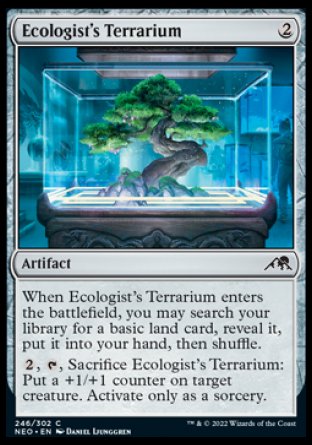 Ecologist's Terrarium 2
Artifact
When Ecologist's Terrarium enters
the battlefield, you may search your
library for a basic land card, reveal it,
put it into your hand, then shuffle.
2, , Sacrifice Ecologist's Terrarium:
Put a +1/+1 counter on target
creature. Activate only as a sorcery.
246/302 C
NEO • EN Daniel Ljunggren
™ & © 2022 Wizards of the Coast